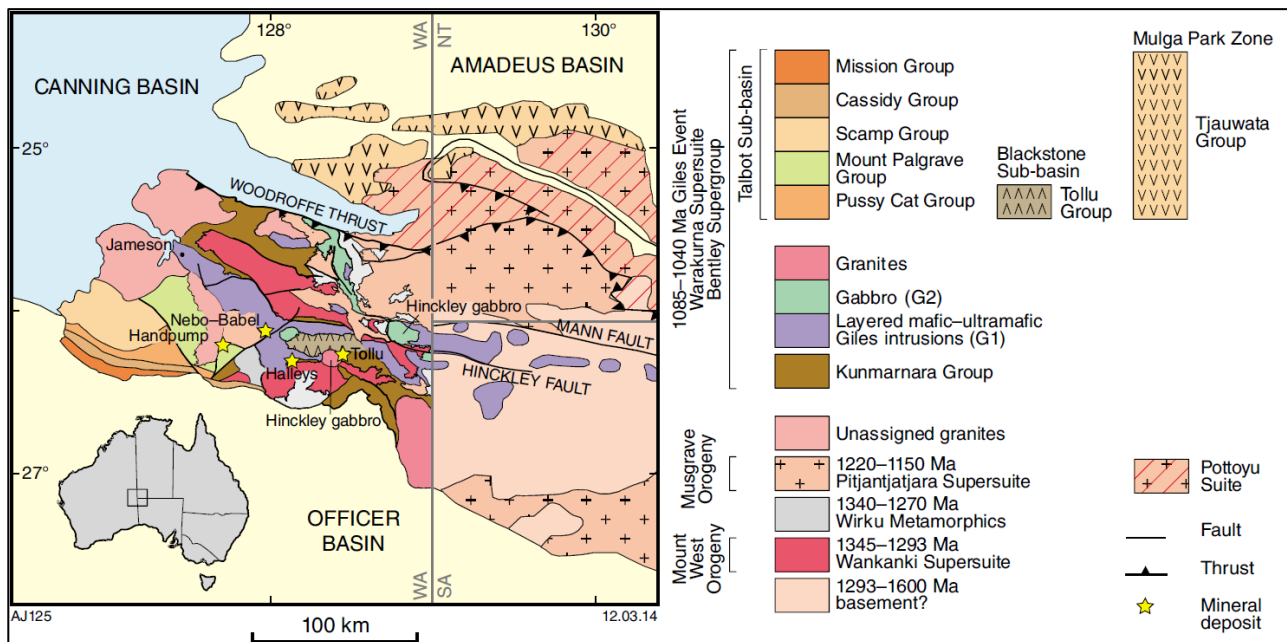 128°
130°
WA
NT
CANNING BASIN
AMADEUS BASIN
25°
WOODROFFE THRUST
Jameson
Hinckley gabbro
Nebo–Babel
MANN FAULT
Handpump
Tollu
Halleys
HINCKLEY FAULT
Hinckley gabbro
27°
OFFICER
BASIN
WA
SA
AJ125
12.03.14
100 km
1085–1040 Ma Giles Event
Warakurna Supersuite
Bentley Supergroup
Talbot Sub-basin
Mission Group
Cassidy Group
Scamp Group
Mount Palgrave
Group
Pussy Cat Group
Blackstone
Sub-basin
Tollu
Group
Mulga Park Zone
Tjauwata
Group
Granites
Gabbro (G2)
Layered mafic–ultramafic
Giles intrusions (G1)
Kunmarnara Group
Unassigned granites
Musgrave
Orogeny
1220–1150 Ma
Pitjantjatjara Supersuite
1340–1270 Ma
Wirku Metamorphics
Mount West
Orogeny
1345–1293 Ma
Wankanki Supersuite
1293–1600 Ma
basement?
Pottoyu
Suite
Fault
Thrust
Mineral
deposit